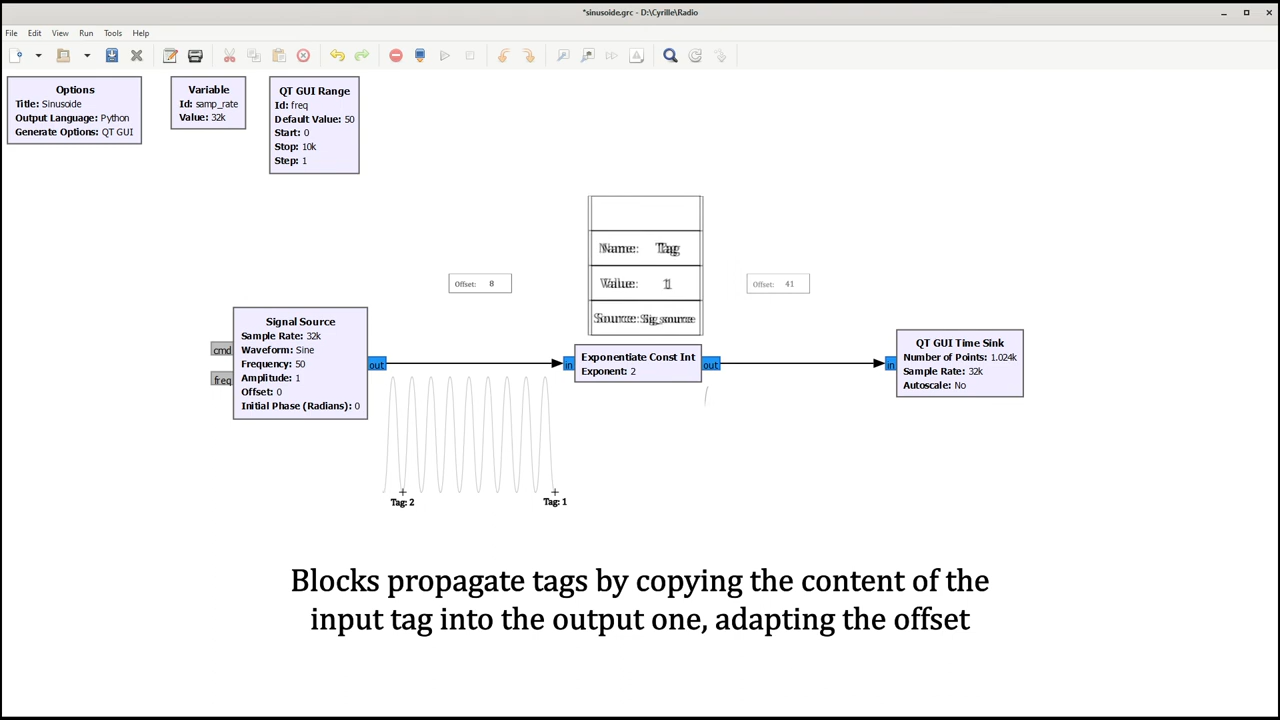 *sinusoide.grc - D:\Cyrille\Radio
File Edit View Run Tools Help
Options
Title: Sinusoide
Output Language: Python
Generate Options: QT GUI
Variable
Id: samp_rate
Value: 32k
QT GUI Range
Id: freq
Default Value: 50
Start: 0
Stop: 10k
Step: 1
Name: Tag
Value: 1
Source: Sig_source
Offset: 8
Offset: 41
Signal Source
Sample Rate: 32k
Waveform: Sine
Frequency: 50
Amplitude: 1
Offset: 0
Initial Phase (Radians): 0
cmd
freq
out
in
Exponentiate Const Int
Exponent: 2
out
in
QT GUI Time Sink
Number of Points: 1.024k
Sample Rate: 32k
Autoscale: No
Tag: 2
Tag: 1
Blocks propagate tags by copying the content of the
input tag into the output one, adapting the offset